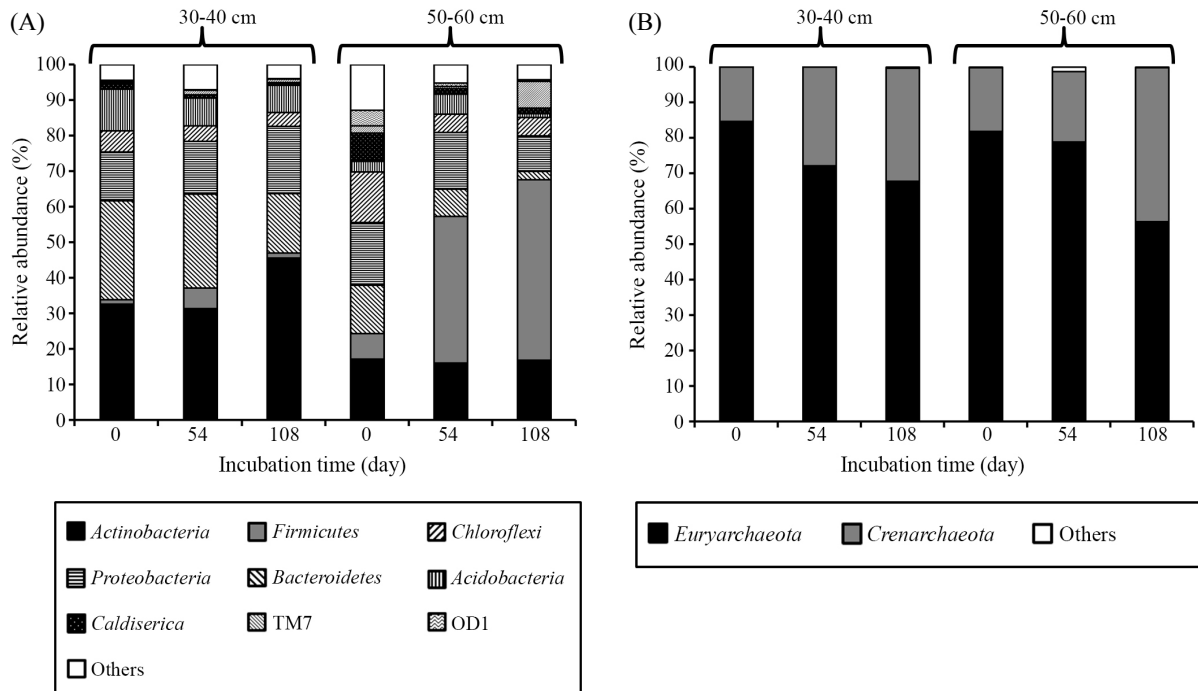 (A)
30-40 cm
50-60 cm
Relative abundance (%)
100
90
80
70
60
50
40
30
20
10
0
0 54 108 0 54 108
Incubation time (day)
Actinobacteria Firmicutes Chloroflexi
Proteobacteria Bacteroidetes Acidobacteria
Caldiserica TM7 OD1
Others
(B)
30-40 cm
50-60 cm
Relative abundance (%)
100
90
80
70
60
50
40
30
20
10
0
0 54 108 0 54 108
Incubation time (day)
Euryarchaeota Crenarchaeota Others